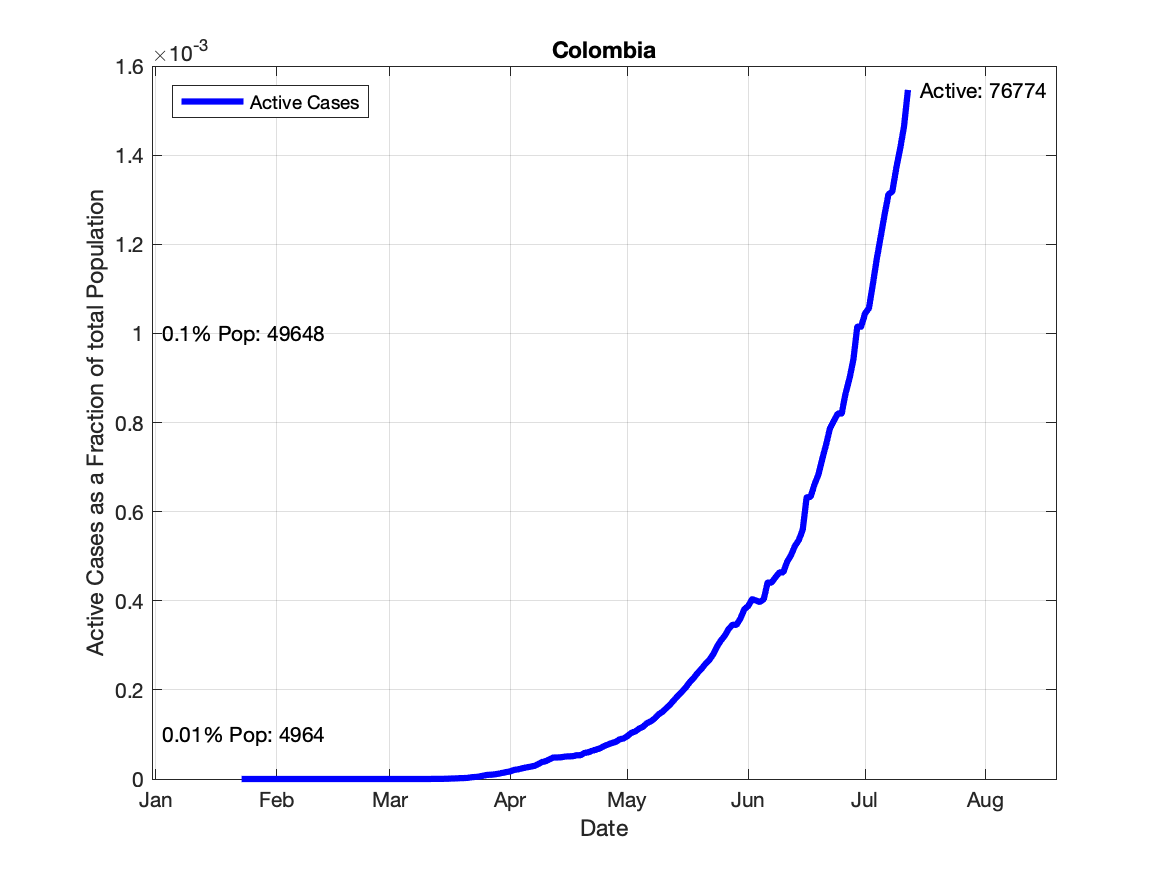 Colombia
×10-3
Active Cases
Active: 76774
1.6
1.4
1.2
1
0.8
0.6
0.4
0.2
0
0.1% Pop: 49648
0.01% Pop: 4964
Active Cases as a Fraction of total Population
Jan Feb Mar Apr May Jun Jul Aug
Date